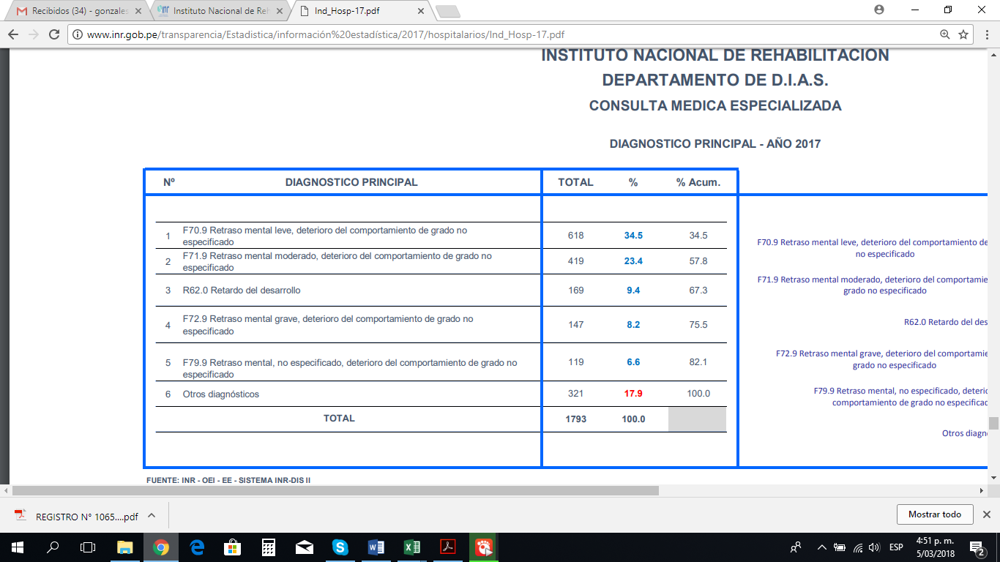 Recibidos (34) - gonzales
Instituto Nacional de Reh
Ind_Hosp-17.pdf
www.inr.gob.pe/transparencia/Estadistica/información%20estadística/2017/hospitalarios/Ind_Hosp-17.pdf
INSTITUTO NACIONAL DE REHABILITACION
DEPARTAMENTO DE D.I.A.S.
CONSULTA MEDICA ESPECIALIZADA
DIAGNOSTICO PRINCIPAL - AÑO 2017
Nº DIAGNOSTICO PRINCIPAL TOTAL % % Acum.
1 F70.9 Retraso mental leve, deterioro del comportamiento de grado no
especificado 618 34.5 34.5
2 F71.9 Retraso mental moderado, deterioro del comportamiento de grado no
especificado 419 23.4 57.8
3 R62.0 Retardo del desarrollo 169 9.4 67.3
4 F72.9 Retraso mental grave, deterioro del comportamiento de grado no
especificado 147 8.2 75.5
5 F79.9 Retraso mental, no especificado, deterioro del comportamiento de grado no
especificado 119 6.6 82.1
6 Otros diagnósticos 321 17.9 100.0
TOTAL 1793 100.0
F70.9 Retraso mental leve, deterioro del comportamiento de
no especificado
F71.9 Retraso mental moderado, deterioro del comportamie
grado no especificado
R62.0 Retardo del des
F72.9 Retraso mental grave, deterioro del comportamie
grado no especificado
F79.9 Retraso mental, no especificado, deterio
comportamiento de grado no especificad
Otros diagn
FUENTE: INR - OEI - EE - SISTEMA INR-DIS II
REGISTRO N° 1065....pdf
Mostrar todo
ESP
4:51 p. m.
5/03/2018
2